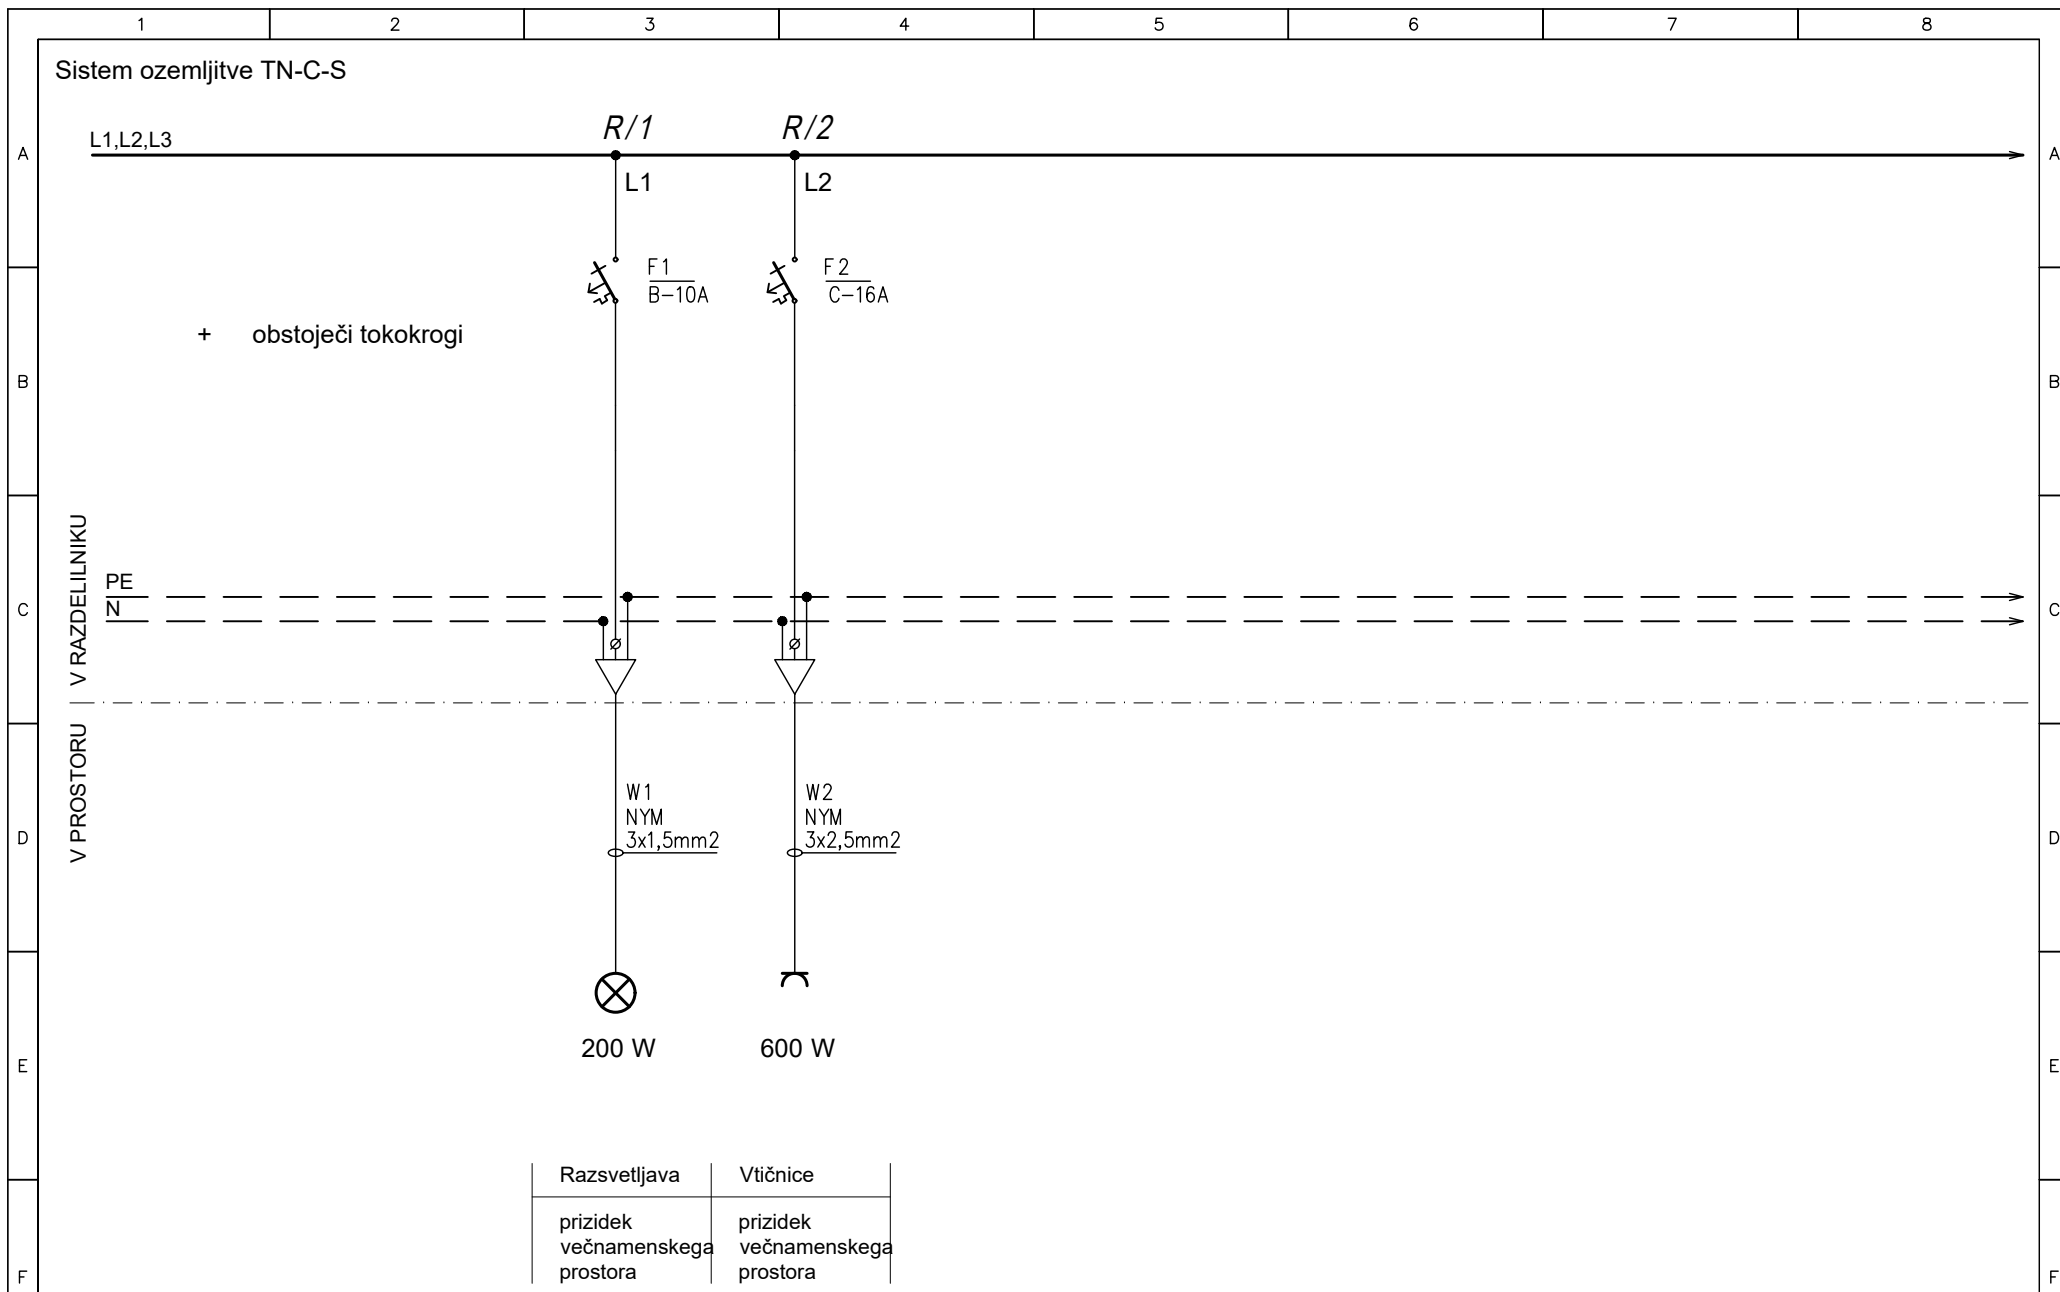 1 2 3 4 5 6 7 8
Sistem ozemljitve TN-C-S
R/1 R/2
L1,L2,L3
A A
L1 L2
F1 F2
B-10A C-16A
+ obstoječi tokokrogi
B B
V RAZDELILNIKU
PE
N
C C
V PROSTORU
W1 W2
NYM NYM
3x1,5mm2 3x2,5mm2
D D
200 W 600 W
E E
Razsvetljava Vtičnice
prizidek prizidek
večnamenskega večnamenskega
prostora prostora
F F